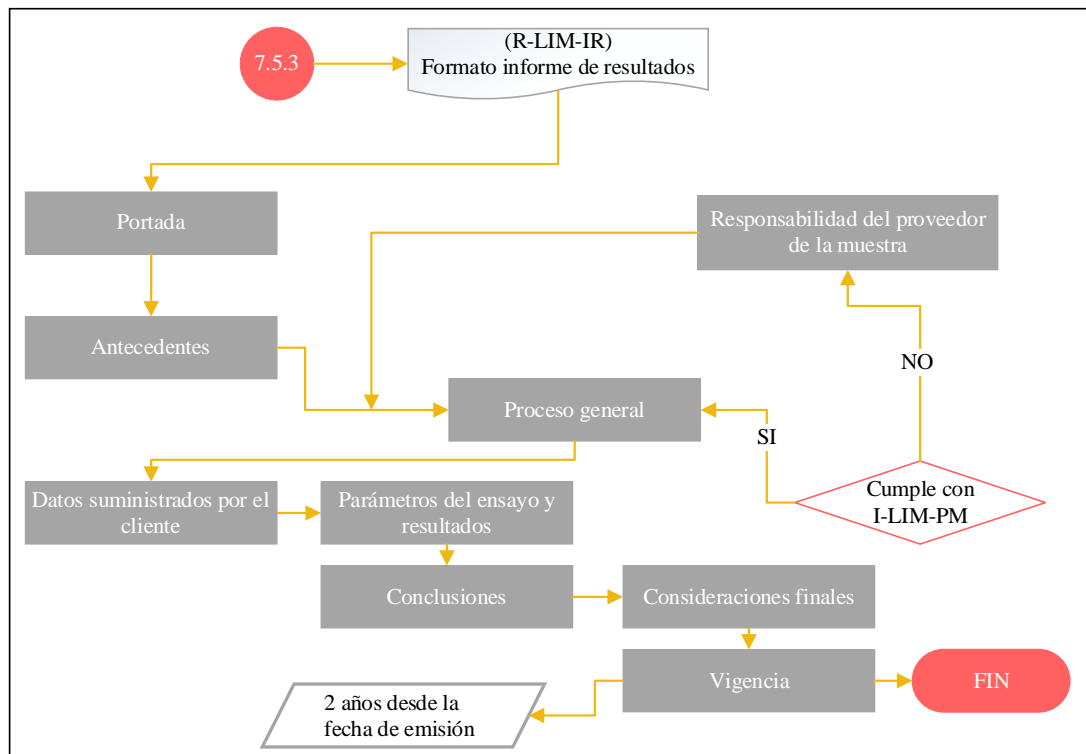 7.5.3
(R-LIM-IR)
Formato informe de resultados
Portada
Responsabilidad del proveedor
de la muestra
Antecedentes
NO
Proceso general
SI
Datos suministrados por el
cliente
Parámetros del ensayo y
resultados
Cumple con
I-LIM-PM
Conclusiones
Consideraciones finales
Vigencia
FIN
2 años desde la
fecha de emisión